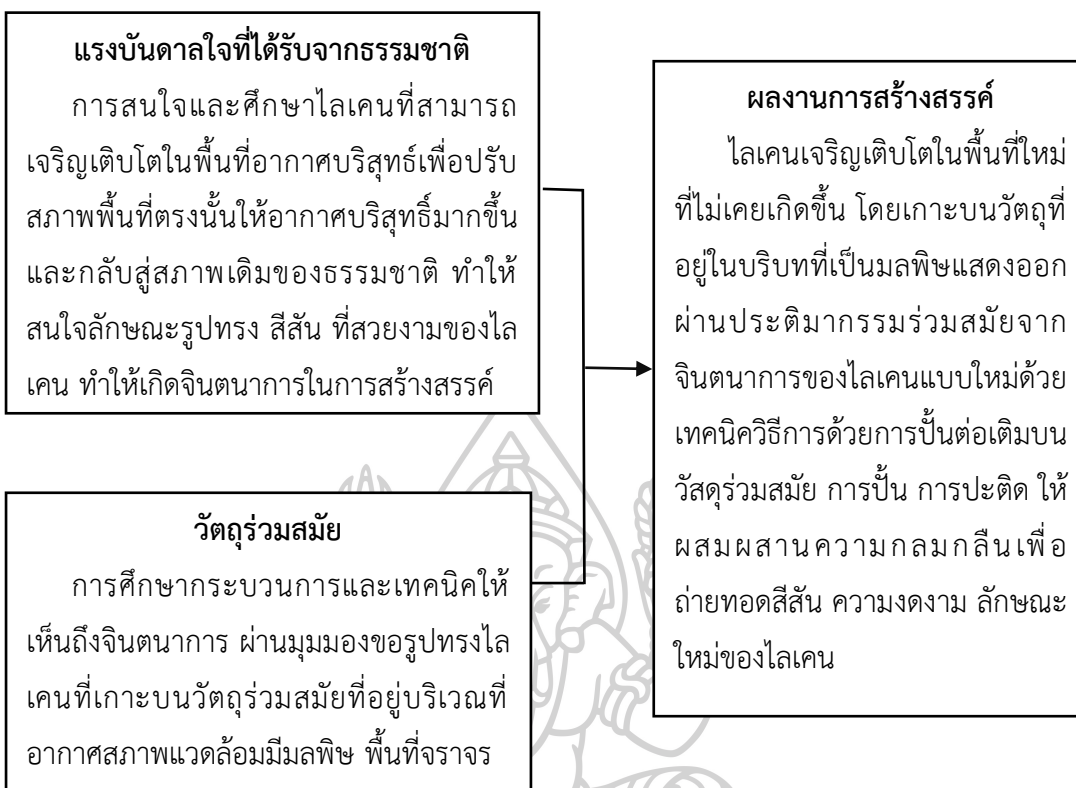 แรงบันดาลใจที่ได้รับจากธรรมชาติ
การสนใจและศึกษาไลเคนที่สามารถ
เจริญเติบโตในพื้นที่อากาศบริสุทธ์เพื่อปรับ
สภาพพื้นที่ตรงนั้นให้อากาศบริสุทธิ์มากขึ้น
และกลับสู่สภาพเดิมของธรรมชาติ ทำให้
สนใจลักษณะรูปทรง สีสัน ที่สวยงามของไล
เคน ทำให้เกิดจินตนาการในการสร้างสรรค์
วัตถุร่วมสมัย
การศึกษากระบวนการและเทคนิคให้
เห็นถึงจินตนาการ ผ่านมุมมองขอรูปทรงไล
เคนที่เกาะบนวัตถุร่วมสมัยที่อยู่บริเวณที่
อากาศสภาพแวดล้อมมีมลพิษ พื้นที่จราจร
ผลงานการสร้างสรรค์
ไลเคนเจริญเติบโตในพื้นที่ใหม่
ที่ไม่เคยเกิดขึ้น โดยเกาะบนวัตถุที่
อยู่ในบริบทที่เป็นมลพิษแสดงออก
ผ่านประติมากรรมร่วมสมัยจาก
จินตนาการของไลเคนแบบใหม่ด้วย
เทคนิควิธีการด้วยการปั้นต่อเติมบน
วัสดุร่วมสมัย การปั้น การปะติด ให้
ผสมผสานความกลมกลืนเพื่อ
ถ่ายทอดสีสัน ความงดงาม ลักษณะ
ใหม่ของไลเคน